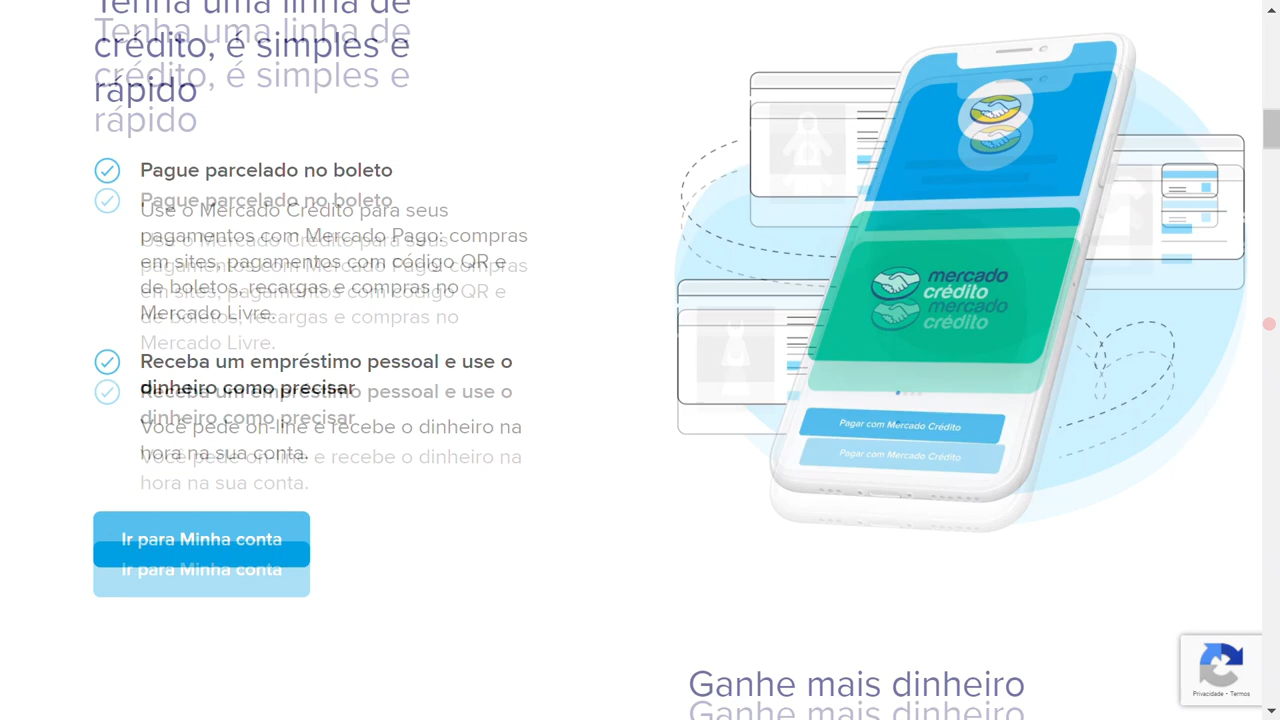 Tenha uma linha de
crédito, é simples e
rápido
Pague parcelado no boleto
Use o Mercado Crédito para seus
pagamentos com Mercado Pago: compras
em sites, pagamentos com código QR e
de boletos, recargas e compras no
Mercado Livre.
Receba um empréstimo pessoal e use o
dinheiro como precisar
Você pede on-line e recebe o dinheiro na
hora na sua conta.
Ir para Minha conta
mercado
crédito
Pagar com Mercado Crédito
Ganhe mais dinheiro
Privacidade - Termos